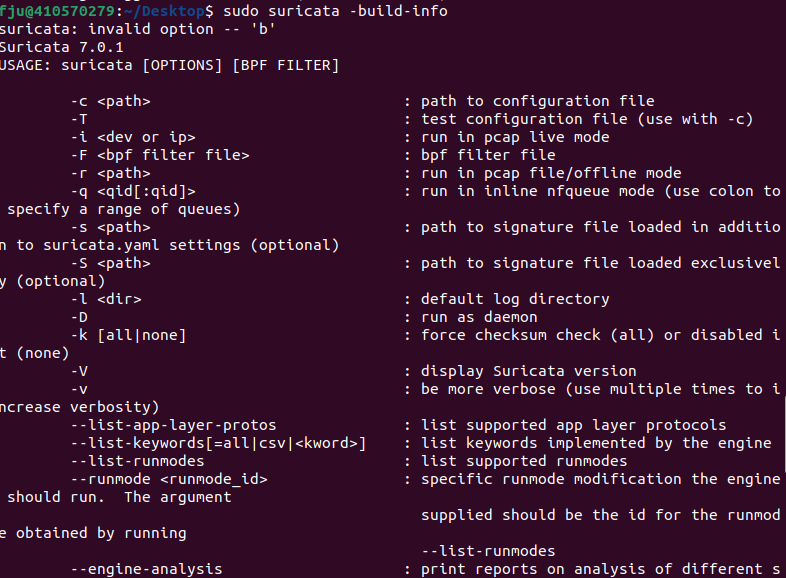 fju@410570279:~/Desktop$ sudo suricata -build-info
suricata: invalid option -- 'b'
Suricata 7.0.1
USAGE: suricata [OPTIONS] [BPF FILTER]
-c <path> : path to configuration file
-T : test configuration file (use with -c)
-i <dev or ip> : run in pcap live mode
-F <bpf filter file> : bpf filter file
-r <path> : run in pcap file/offline mode
-q <qid[:qid]> : run in inline nfqueue mode (use colon to
specify a range of queues)
-s <path> : path to signature file loaded in additio
n to suricata.yaml settings (optional)
-S <path> : path to signature file loaded exclusivel
y (optional)
-l <dir> : default log directory
-D : run as daemon
-k [all|none] : force checksum check (all) or disabled i
t (none)
-V : display Suricata version
-v : be more verbose (use multiple times to i
ncrease verbosity)
--list-app-layer-protos : list supported app layer protocols
--list-keywords[=all|csv|<kword>] : list keywords implemented by the engine
--list-runmodes : list supported runmodes
--runmode <runmode_id> : specific runmode modification the engine
should run.  The argument
supplied should be the id for the runmod
e obtained by running
--list-runmodes
--engine-analysis : print reports on analysis of different s